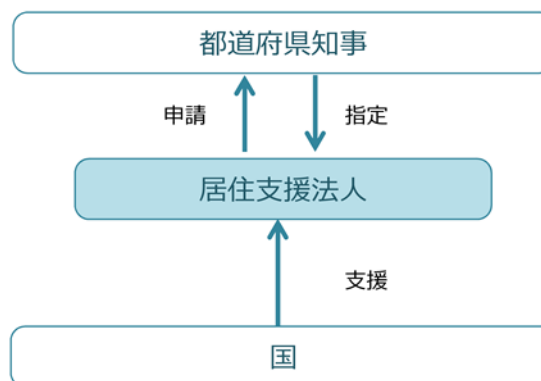 都道府県知事
申請
指定
居住支援法人
支援
国